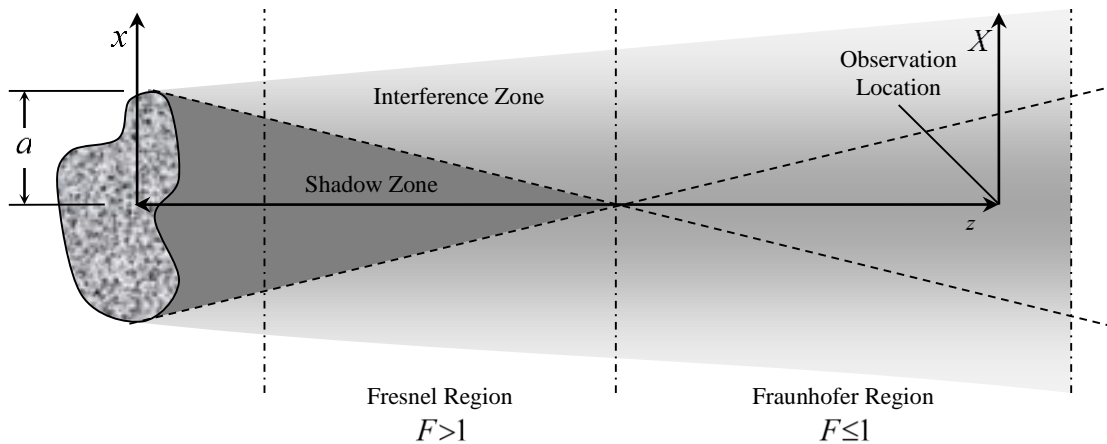 x
X
Observation
Location
Interference Zone
a
Shadow Zone
z
Fresnel Region
Fraunhofer Region
F>1
F≤1